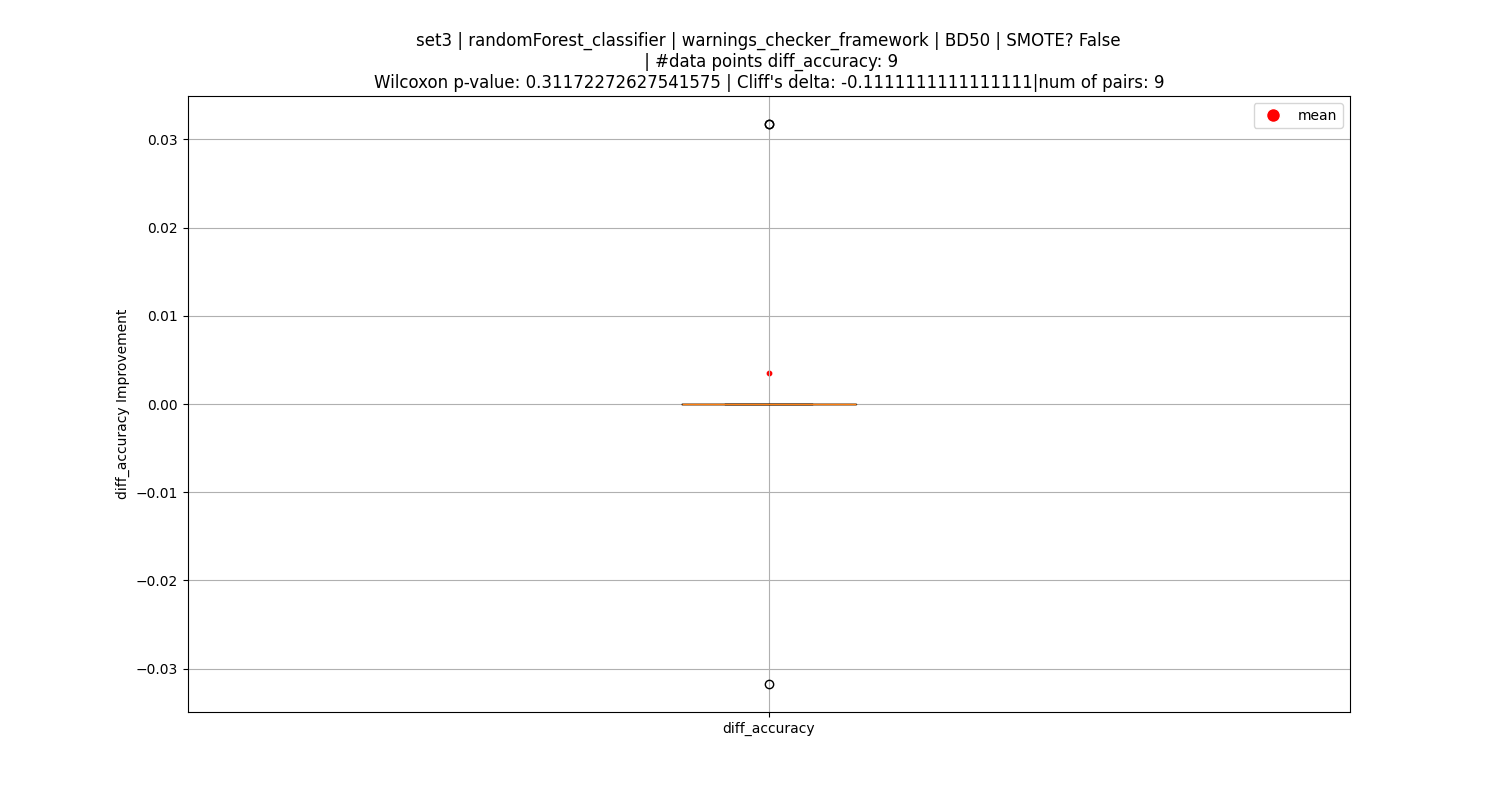 set3 | randomForest_classifier | warnings_checker_framework | BD50 | SMOTE? False
| #data points diff_accuracy: 9
Wilcoxon p-value: 0.31172272627541575 | Cliff's delta: -0.1111111111111111|num of pairs: 9
mean
0.03
0.02
0.01
0.00
−0.01
−0.02
−0.03
diff_accuracy Improvement
diff_accuracy